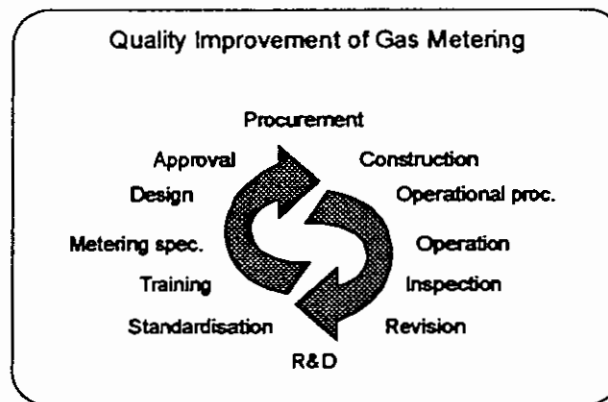 Quality Improvement of Gas Metering
Procurement
Approval
Construction
Design
Operational proc.
Metering spec.
Operation
Training
Inspection
Standardisation
Revision
R&D